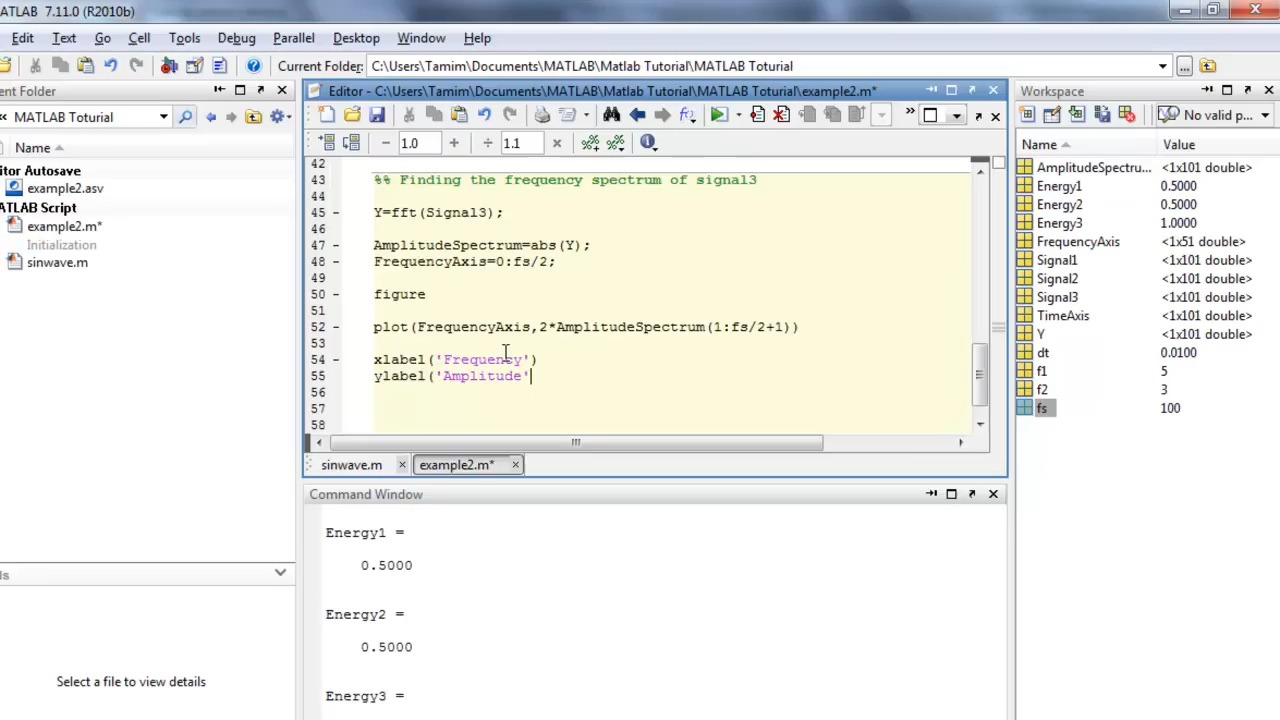 ATLAB 7.11.0 (R2010b)
Edit Text Go Cell Tools Debug Parallel Desktop Window Help
Current Folder: C:\Users\Tamim\Documents\MATLAB\Matlab Tutorial\MATLAB Toturial
ent Folder
« MATLAB Toturial
Name
itor Autosave
example2.asv
ATLAB Script
example2.m*
Initialization
sinwave.m
ls
Select a file to view details
Editor - C:\Users\Tamim\Documents\MATLAB\Matlab Tutorial\MATLAB Toturial\example2.m*
− 1.0 + ÷ 1.1 ×
42
43 %% Finding the frequency spectrum of signal3
44
45 - Y=fft(Signal3);
46
47 - AmplitudeSpectrum=abs(Y);
48 - FrequencyAxis=0:fs/2;
49
50 - figure
51
52 - plot(FrequencyAxis,2*AmplitudeSpectrum(1:fs/2+1))
53
54 - xlabel('Frequency')
55 ylabel('Amplitude'
56
57
58
sinwave.m × example2.m* ×
Command Window
Energy1 =
0.5000
Energy2 =
0.5000
Energy3 =
Workspace
No valid p...
Name Value
AmplitudeSpectru... <1x101 double>
Energy1 0.5000
Energy2 0.5000
Energy3 1.0000
FrequencyAxis <1x51 double>
Signal1 <1x101 double>
Signal2 <1x101 double>
Signal3 <1x101 double>
TimeAxis <1x101 double>
Y <1x101 double>
dt 0.0100
f1 5
f2 3
fs 100